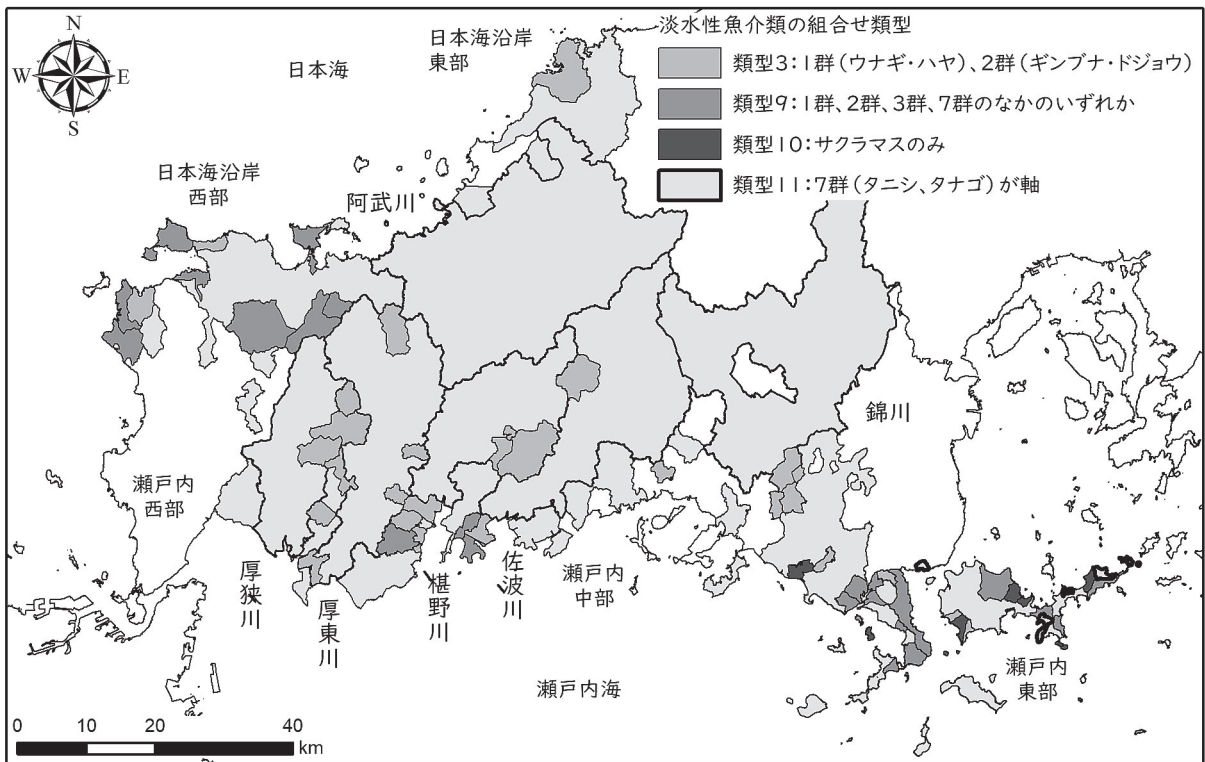 N
W
E
S
日本海沿岸
東部
日本海
淡水性魚介類の組合せ類型
類型3:1群(ウナギ・ハヤ)、2群(ギンブナ・ドジョウ)
類型9:1群、2群、3群、7群のなかのいずれか
類型10:サクラマスのみ
類型11:7群(タニシ、タナゴ)が軸
日本海沿岸
西部
阿武川
錦川
瀬戸内
西部
厚狭川
厚東川
椹野川
佐波川
瀬戸内
中部
瀬戸内海
瀬戸内
東部
0 10 20 40
km